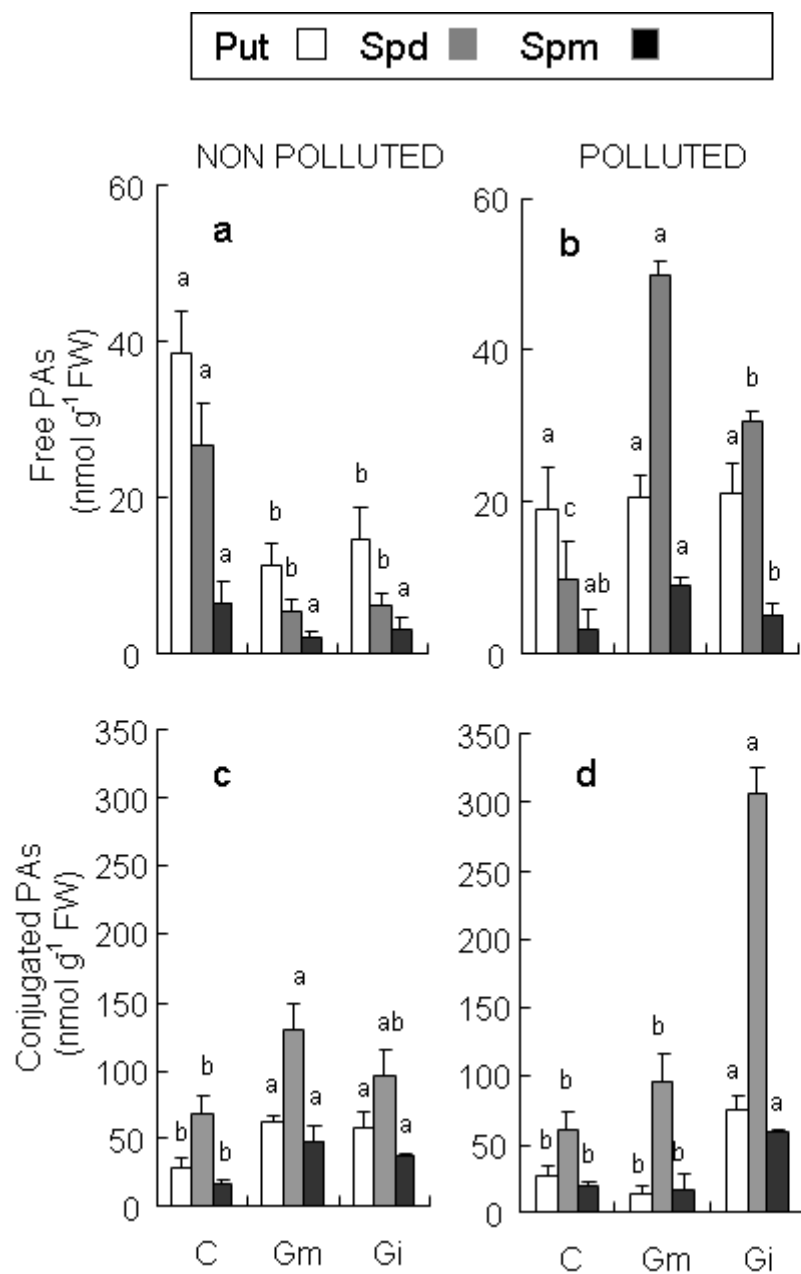 Put Spd Spm
NON POLLUTED POLLUTED
a
b
Free PAs
(nmol g-1 FW)
60
40
20
0
a
a
a
b
b
a
b
b
a
60
40
20
0
a
c
ab
a
a
a
a
b
b
c
d
Conjugated PAs
(nmol g-1 FW)
350
300
250
200
150
100
50
0
b
b
b
a
a
a
a
ab
a
350
300
250
200
150
100
50
0
b
b
b
b
b
b
a
a
a
C Gm Gi
C Gm Gi